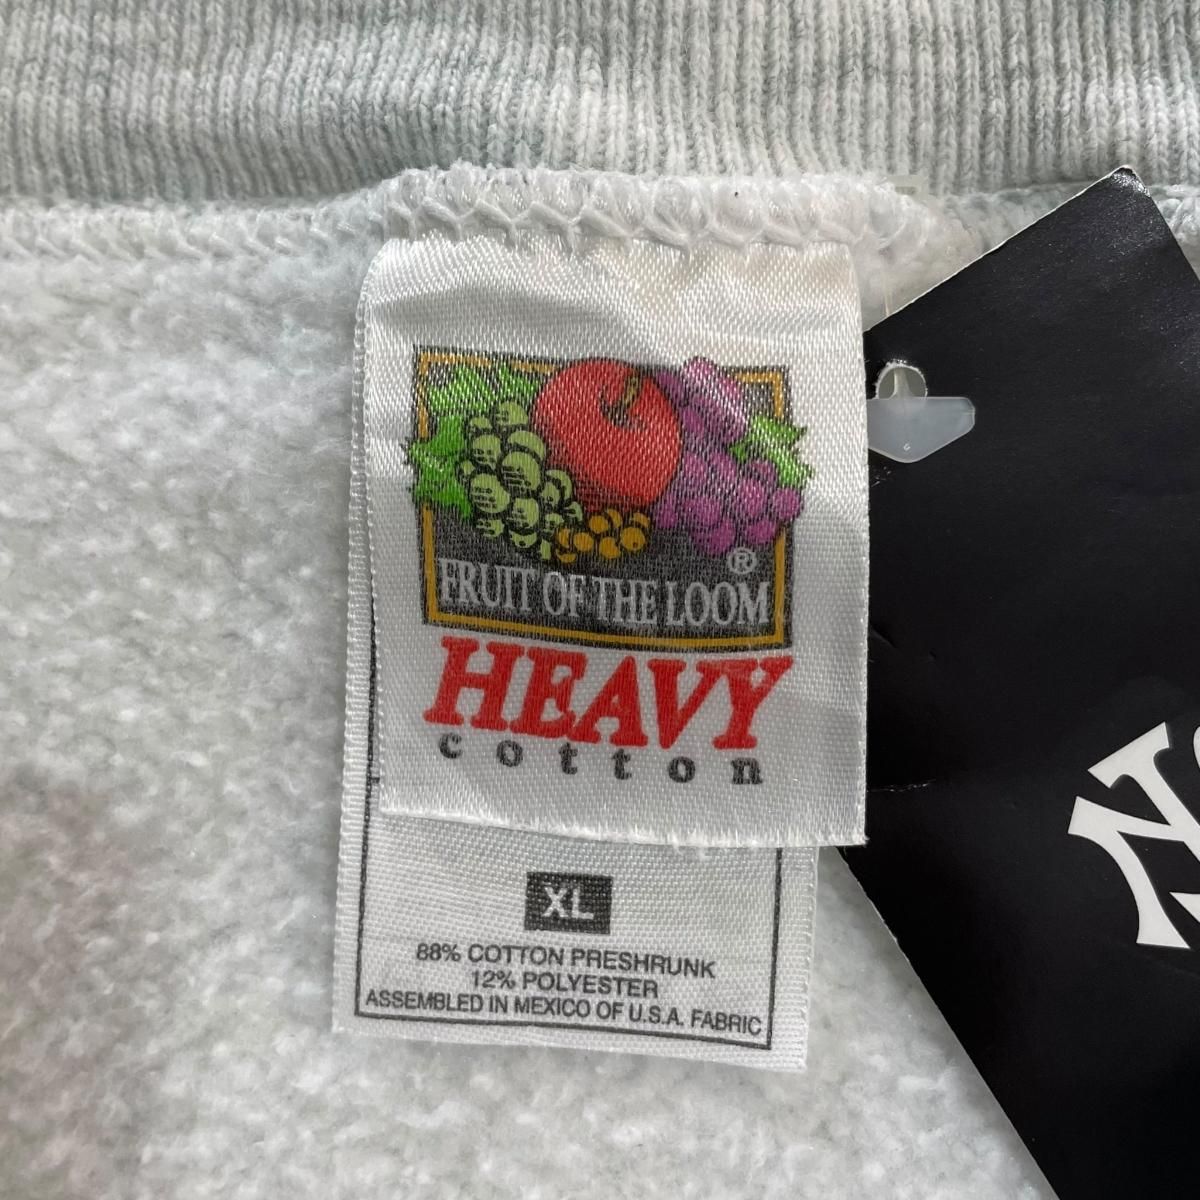 FRUIT OF THE LOOM ®
HEAVY
cotton
XL
88% COTTON PRESHRUNK
12% POLYESTER
ASSEMBLED IN MEXICO OF U.S.A. FABRIC